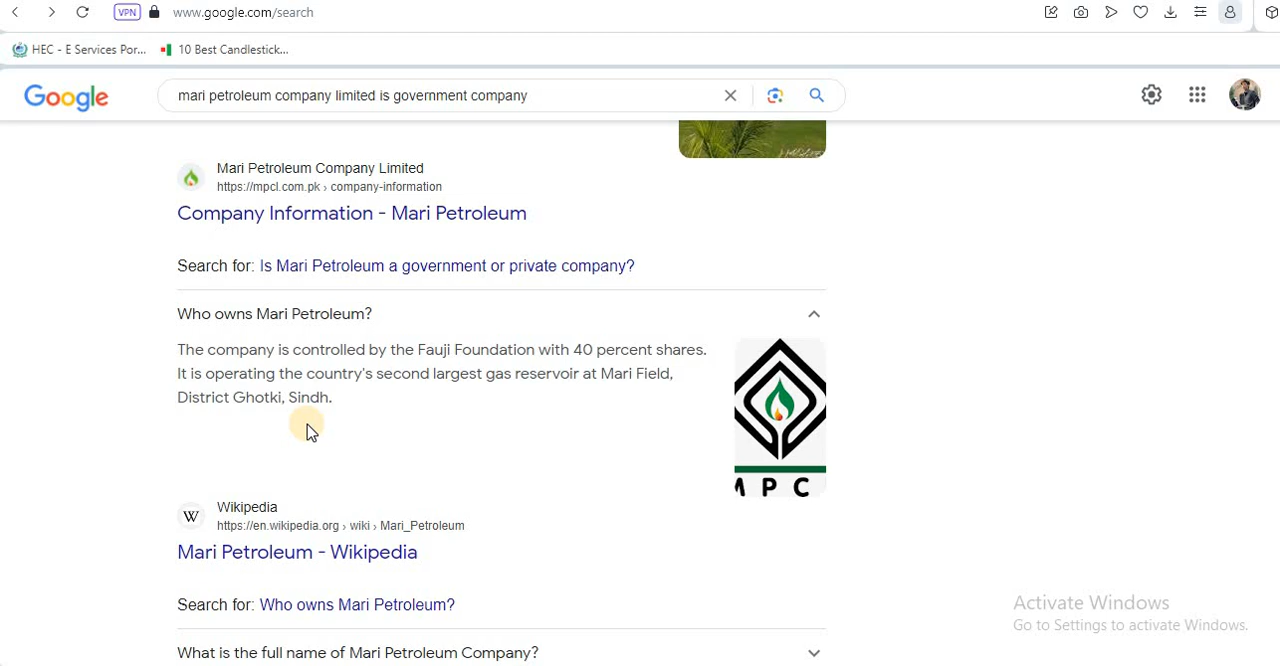 VPN www.google.com/search
HEC - E Services Por... 10 Best Candlestick...
Google mari petroleum company limited is government company
Mari Petroleum Company Limited
https://mpcl.com.pk › company-information
Company Information - Mari Petroleum
Search for: Is Mari Petroleum a government or private company?
Who owns Mari Petroleum?
The company is controlled by the Fauji Foundation with 40 percent shares.
It is operating the country's second largest gas reservoir at Mari Field,
District Ghotki, Sindh.
M P C
W Wikipedia
https://en.wikipedia.org › wiki › Mari_Petroleum
Mari Petroleum - Wikipedia
Search for: Who owns Mari Petroleum?
What is the full name of Mari Petroleum Company?
Activate Windows
Go to Settings to activate Windows.